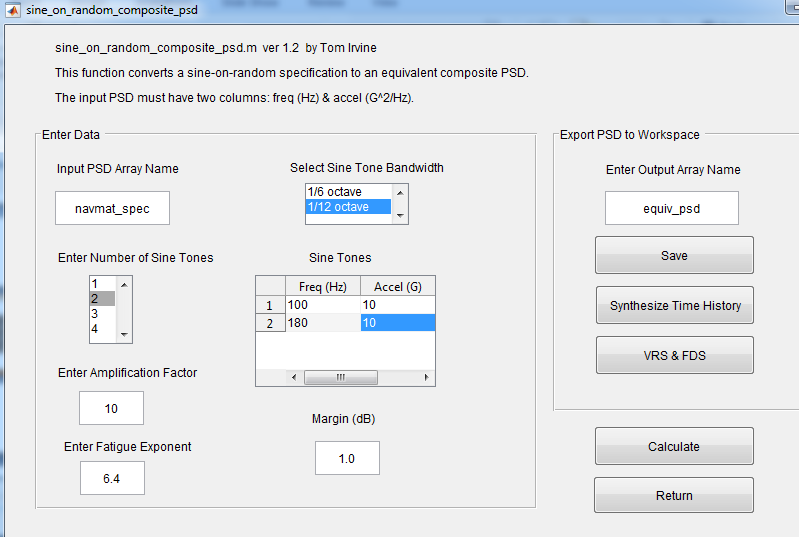 sine_on_random_composite_psd
sine_on_random_composite_psd.m  ver 1.2  by Tom Irvine
This function converts a sine-on-random specification to an equivalent composite PSD.
The input PSD must have two columns: freq (Hz) & accel (G^2/Hz).
Enter Data
Input PSD Array Name
navmat_spec
Select Sine Tone Bandwidth
1/6 octave
1/12 octave
Enter Number of Sine Tones
1
2
3
4
Sine Tones
Freq (Hz) Accel (G)
1 100 10
2 180 10
Enter Amplification Factor
10
Enter Fatigue Exponent
6.4
Margin (dB)
1.0
Export PSD to Workspace
Enter Output Array Name
equiv_psd
Save
Synthesize Time History
VRS & FDS
Calculate
Return